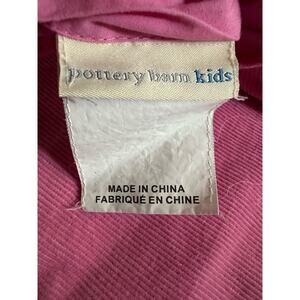 pottery barn kids
MADE IN CHINA
FABRIQUÉ EN CHINE